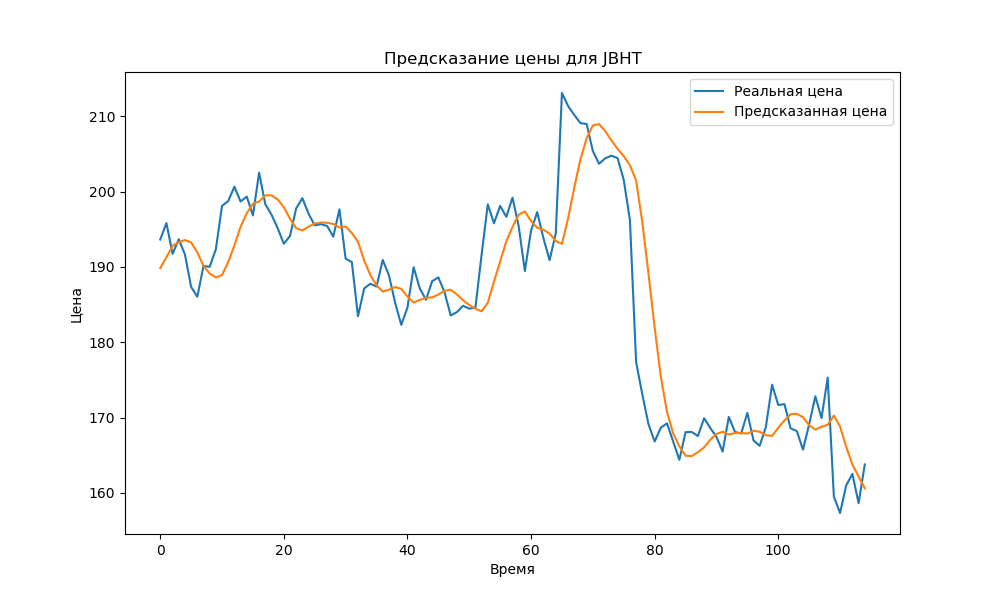 Предсказание цены для JBHT
Реальная цена
Предсказанная цена
210
200
190
180
170
160
Цена
0 20 40 60 80 100
Время